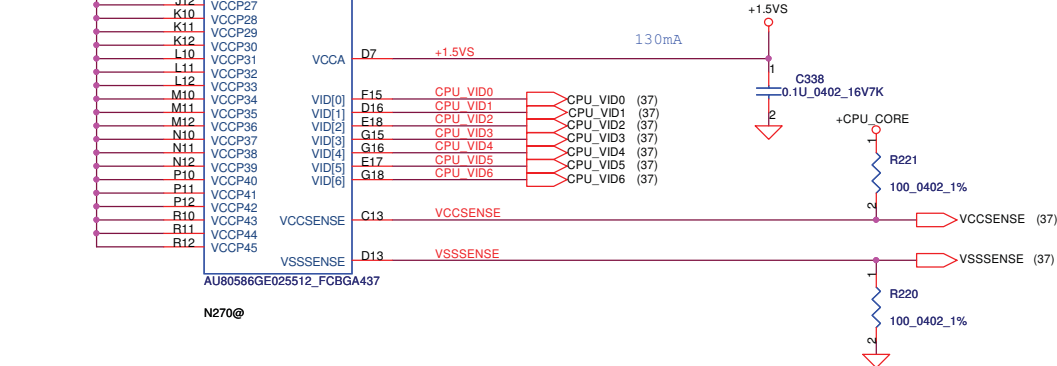 J12 VCCP27
K10 VCCP28
K11 VCCP29
K12 VCCP30
L10 VCCP31
L11 VCCP32
L12 VCCP33
M10 VCCP34
M11 VCCP35
M12 VCCP36
N10 VCCP37
N11 VCCP38
N12 VCCP39
P10 VCCP40
P11 VCCP41
P12 VCCP42
R10 VCCP43
R11 VCCP44
R12 VCCP45
VCCA D7 +1.5VS
130mA
+1.5VS
1
C338
0.1U_0402_16V7K
2
VID[0] F15 CPU_VID0 CPU_VID0 (37)
VID[1] D16 CPU_VID1 CPU_VID1 (37)
VID[2] E18 CPU_VID2 CPU_VID2 (37)
VID[3] G15 CPU_VID3 CPU_VID3 (37)
VID[4] G16 CPU_VID4 CPU_VID4 (37)
VID[5] E17 CPU_VID5 CPU_VID5 (37)
VID[6] G18 CPU_VID6 CPU_VID6 (37)
+CPU_CORE
1
R221
100_0402_1%
2
VCCSENSE C13 VCCSENSE VCCSENSE (37)
VSSSENSE D13 VSSSENSE VSSSENSE (37)
1
R220
100_0402_1%
2
AU80586GE025512_FCBGA437
N270@